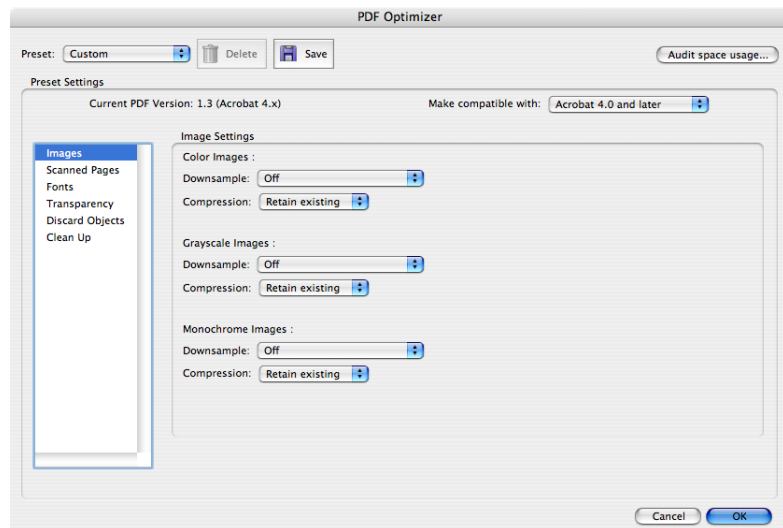 PDF Optimizer
Preset: Custom Delete Save Audit space usage...
Preset Settings
Current PDF Version: 1.3 (Acrobat 4.x) Make compatible with: Acrobat 4.0 and later
Images
Scanned Pages
Fonts
Transparency
Discard Objects
Clean Up
Image Settings
Color Images :
Downsample: Off
Compression: Retain existing
Grayscale Images :
Downsample: Off
Compression: Retain existing
Monochrome Images :
Downsample: Off
Compression: Retain existing
Cancel OK